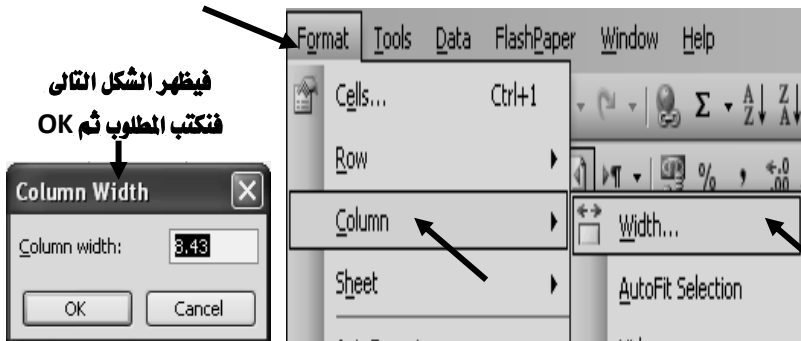 Format Tools Data FlashPaper Window Help
فيظهر الشكل التالى
فنكتب المطلوب ثم OK
Cells... Ctrl+1
Row
Column
Sheet
Width...
AutoFit Selection
Column Width
Column width: 8.43
OK Cancel